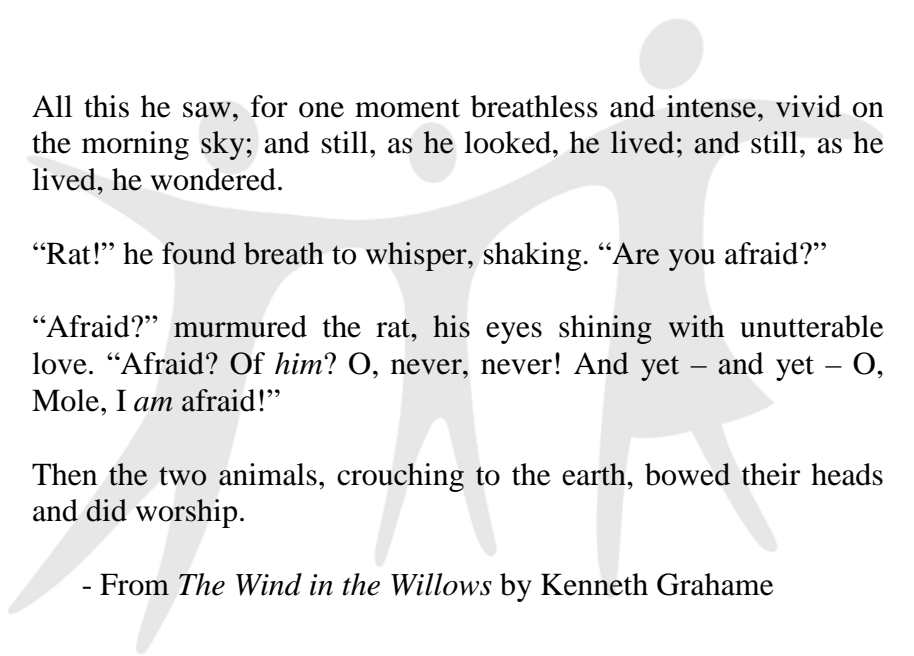 All this he saw, for one moment breathless and intense, vivid on
the morning sky; and still, as he looked, he lived; and still, as he
lived, he wondered.
“Rat!” he found breath to whisper, shaking. “Are you afraid?”
“Afraid?” murmured the rat, his eyes shining with unutterable
love. “Afraid? Of him? O, never, never! And yet – and yet – O,
Mole, I am afraid!”
Then the two animals, crouching to the earth, bowed their heads
and did worship.
- From The Wind in the Willows by Kenneth Grahame